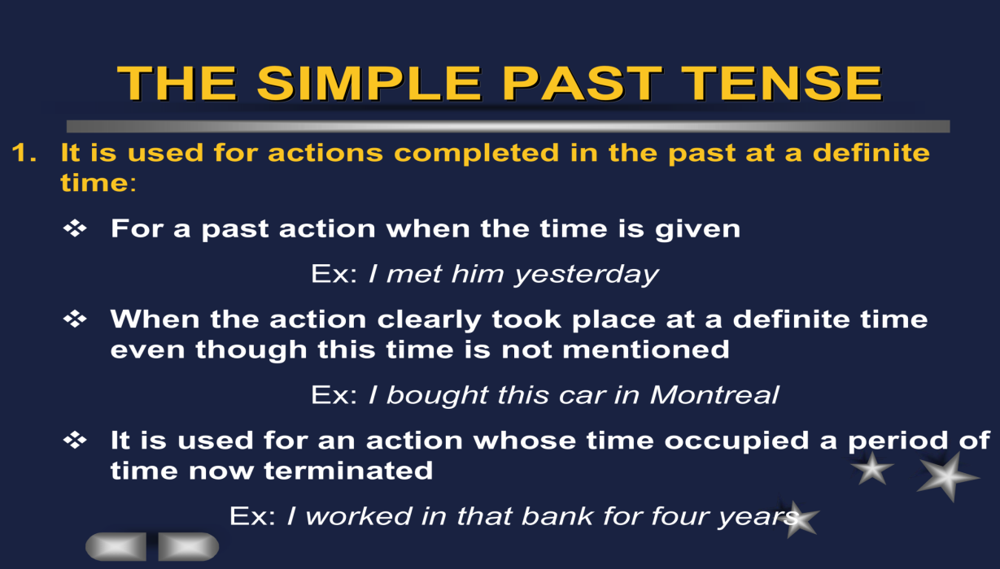 THE SIMPLE PAST TENSE
1. It is used for actions completed in the past at a definite
time:
❖ For a past action when the time is given
Ex: I met him yesterday
❖ When the action clearly took place at a definite time
even though this time is not mentioned
Ex: I bought this car in Montreal
❖ It is used for an action whose time occupied a period of
time now terminated
Ex: I worked in that bank for four years